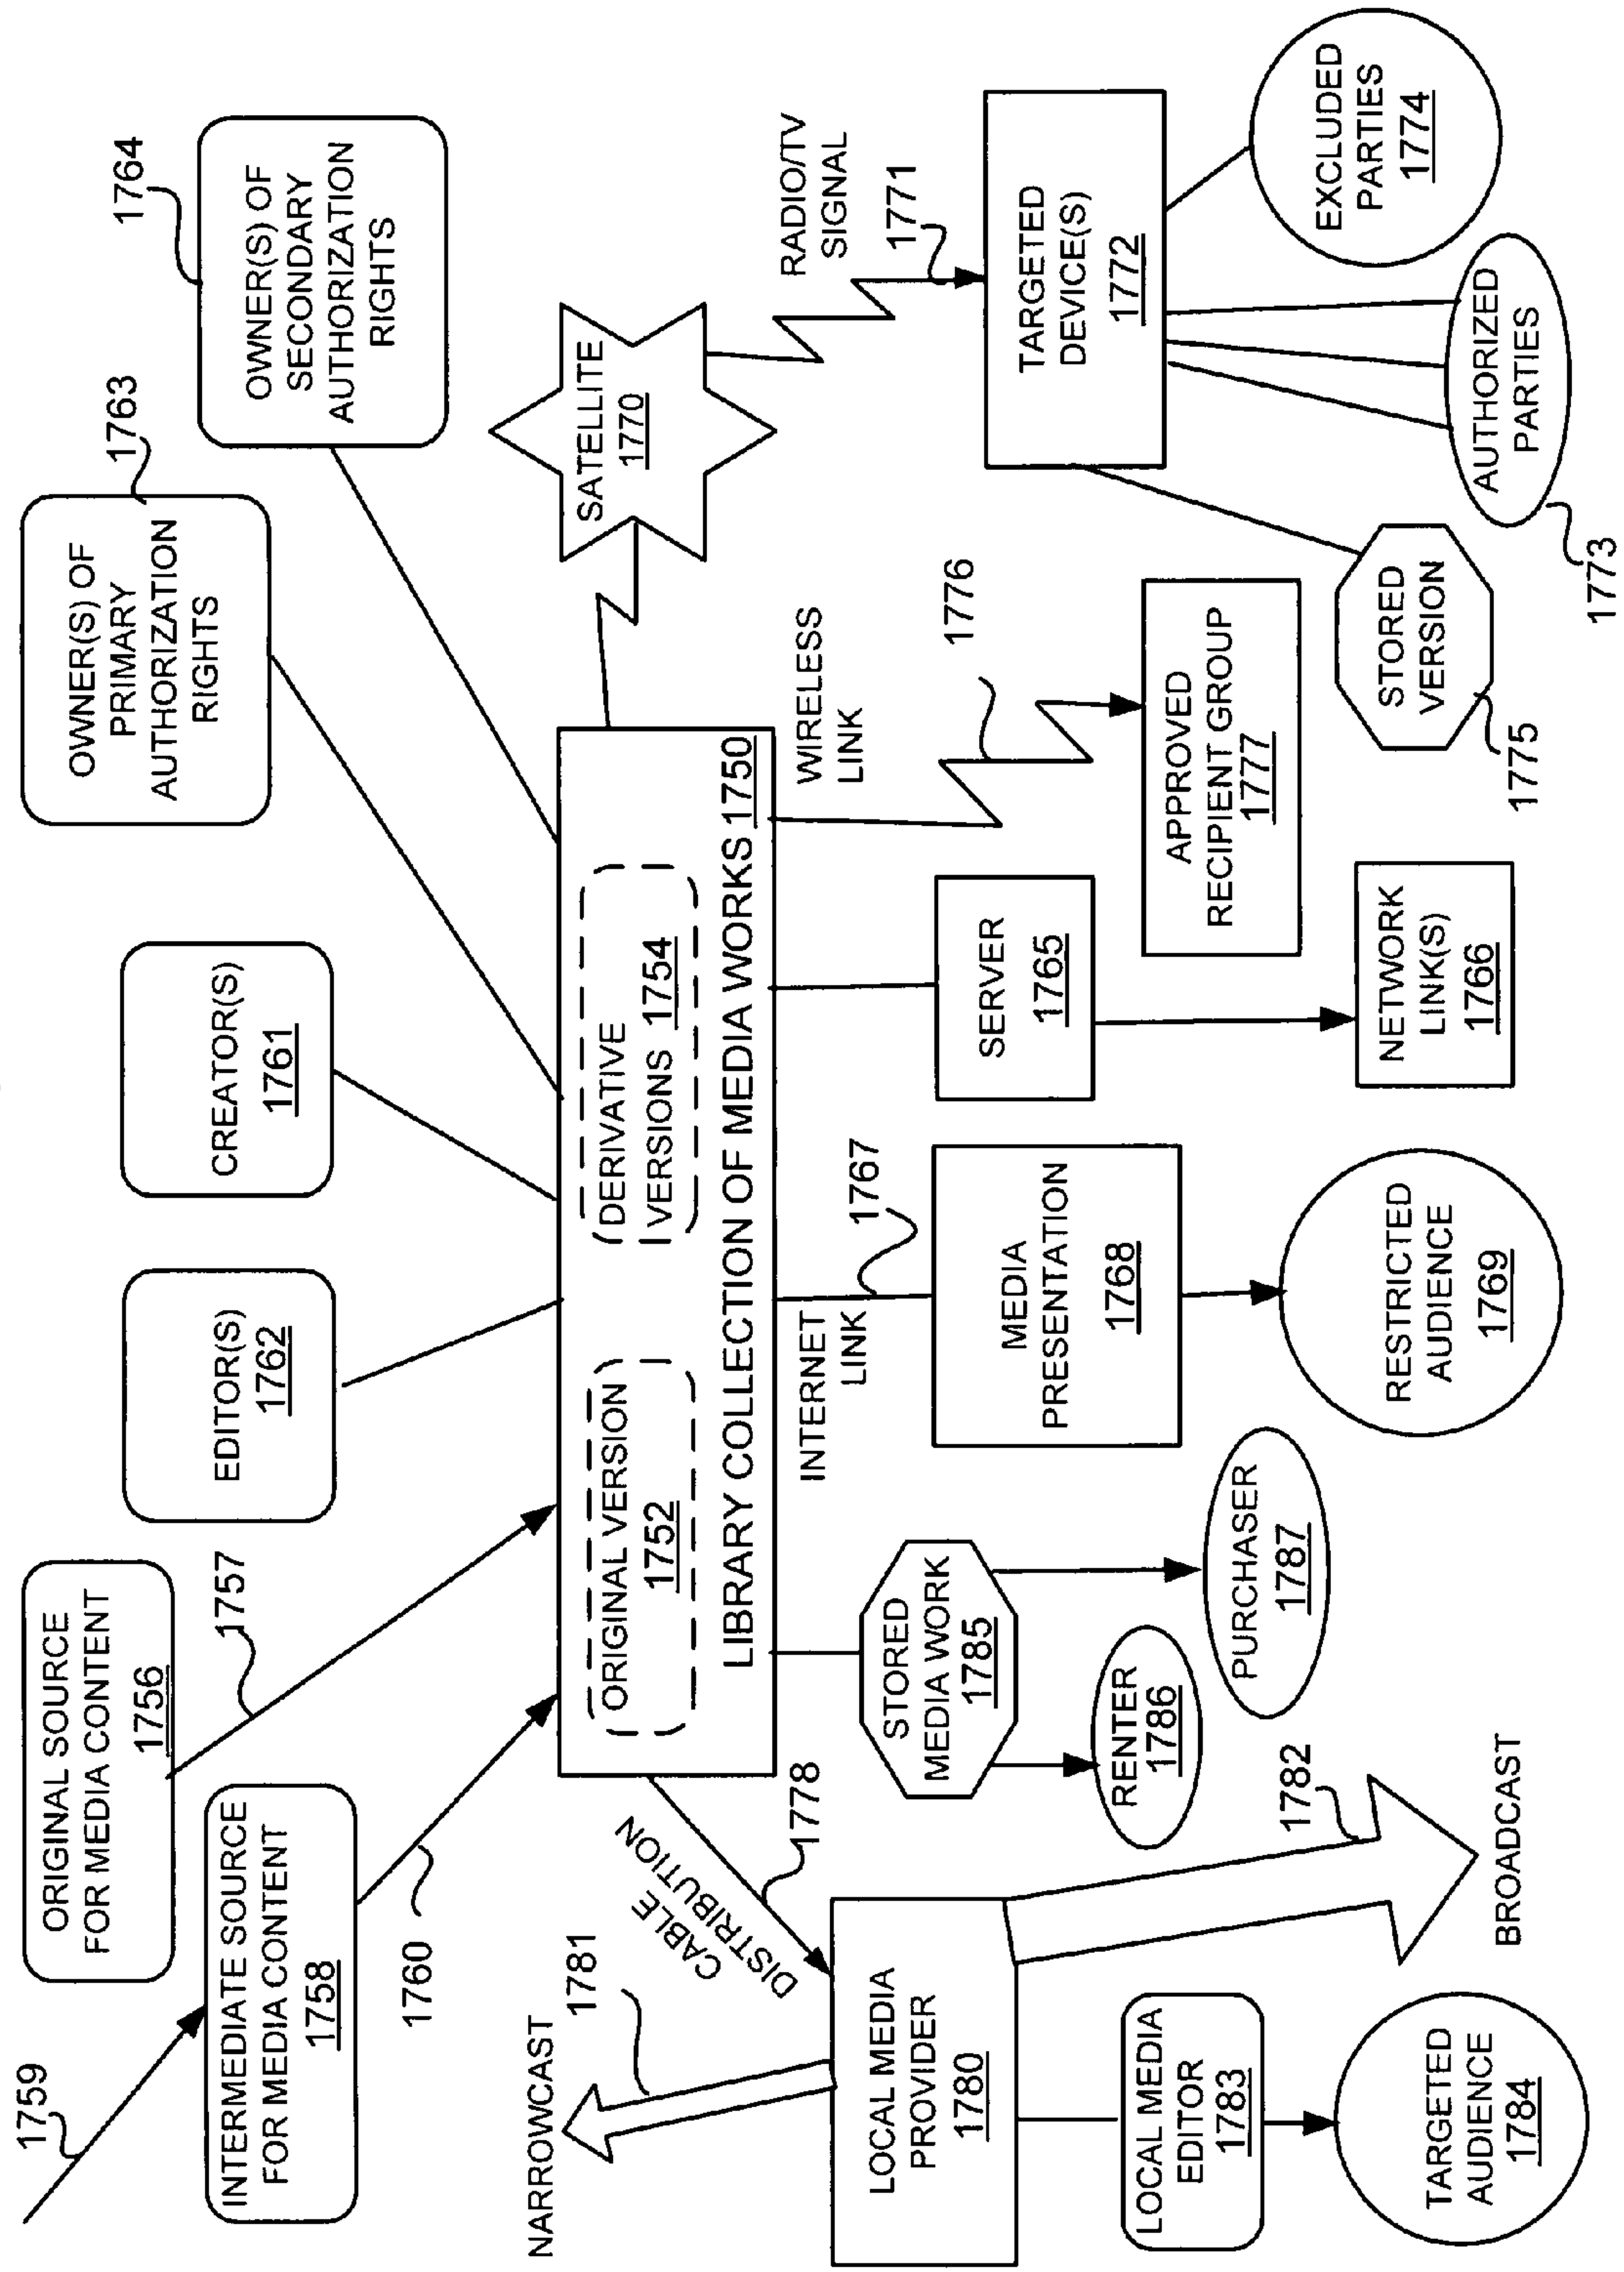 1759
ORIGINAL SOURCE
FOR MEDIA CONTENT
1756
1757
INTERMEDIATE SOURCE
FOR MEDIA CONTENT
1758
1760
EDITOR(S)
1762
CREATOR(S)
1761
OWNER(S) OF
PRIMARY
AUTHORIZATION
RIGHTS
1763
OWNER(S) OF
SECONDARY
AUTHORIZATION
RIGHTS
1764
ORIGINAL VERSION
1752
DERIVATIVE
VERSIONS 1754
LIBRARY COLLECTION OF MEDIA WORKS 1750
SATELLITE
1770
RADIO/TV
SIGNAL
1771
NARROWCAST
1781
CABLE
DISTRIBUTION
1778
INTERNET
LINK
1767
WIRELESS
LINK
1776
LOCAL MEDIA
PROVIDER
1780
STORED
MEDIA WORK
1785
MEDIA
PRESENTATION
1768
SERVER
1765
TARGETED
DEVICE(S)
1772
APPROVED
RECIPIENT GROUP
1777
LOCAL MEDIA
EDITOR
1783
RENTER
1786
PURCHASER
1787
1782
BROADCAST
TARGETED
AUDIENCE
1784
RESTRICTED
AUDIENCE
1769
NETWORK
LINK(S)
1766
STORED
VERSION
1775
AUTHORIZED
PARTIES
1773
EXCLUDED
PARTIES
1774